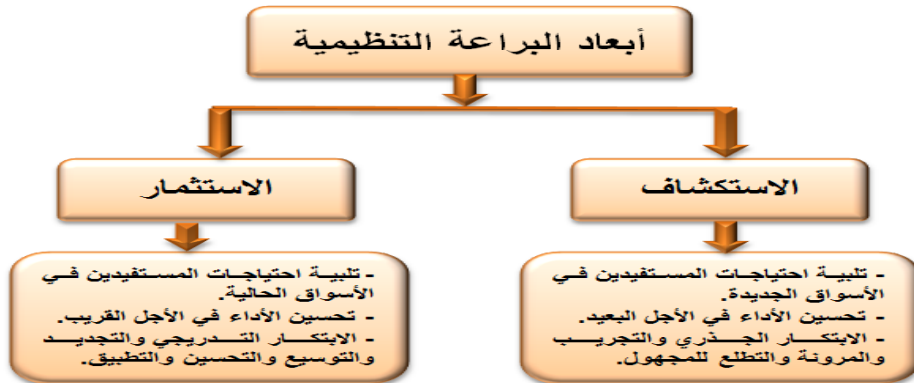 أبعاد البراعة التنظيمية
الاستكشاف
- تلبية احتياجات المستفيدين في
الأسواق الجديدة.
- تحسين الأداء في الأجل البعيد.
- الابتكار الجذري والتجريب
والمرونة والتطلع للمجهول.
الاستثمار
- تلبية احتياجات المستفيدين في
الأسواق الحالية.
- تحسين الأداء في الأجل القريب.
- الابتكار التدريجي والتجديد
والتوسيع والتحسين والتطبيق.